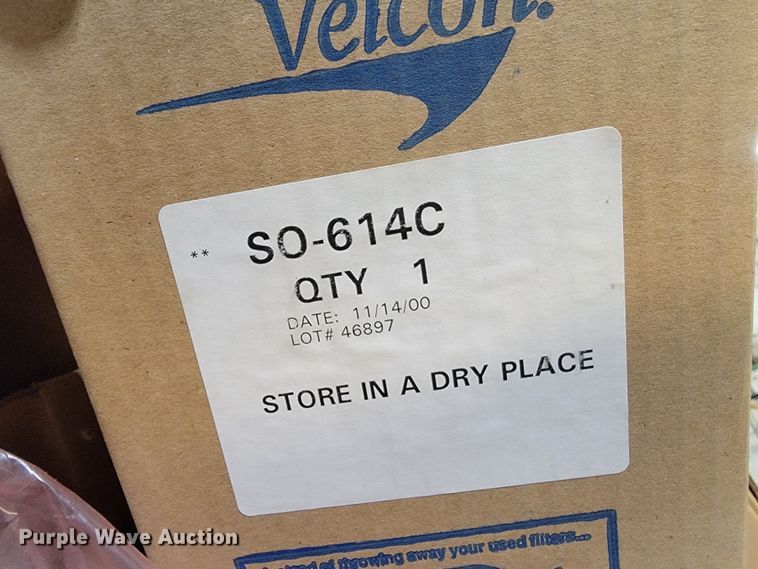 Velcon.
** SO-614C
QTY 1
DATE: 11/14/00
LOT# 46897
STORE IN A DRY PLACE
of throwing away your used filters...
Purple Wave Auction